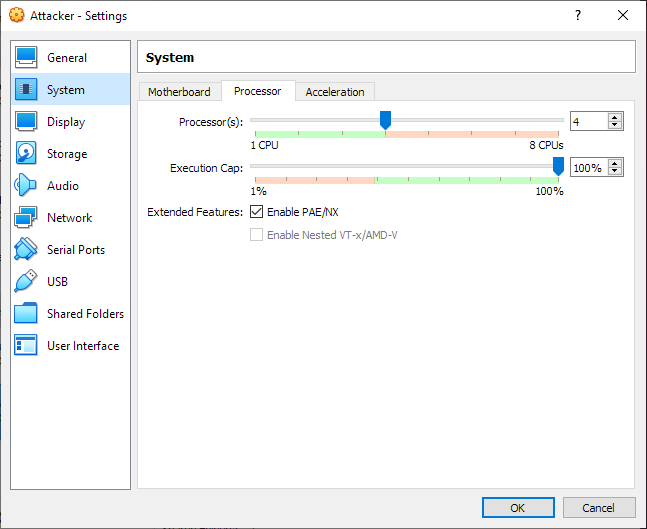 Attacker - Settings
General
System
Display
Storage
Audio
Network
Serial Ports
USB
Shared Folders
User Interface
System
Motherboard Processor Acceleration
Processor(s): 4
1 CPU 8 CPUs
Execution Cap: 100%
1% 100%
Extended Features: Enable PAE/NX
Enable Nested VT-x/AMD-V
OK Cancel